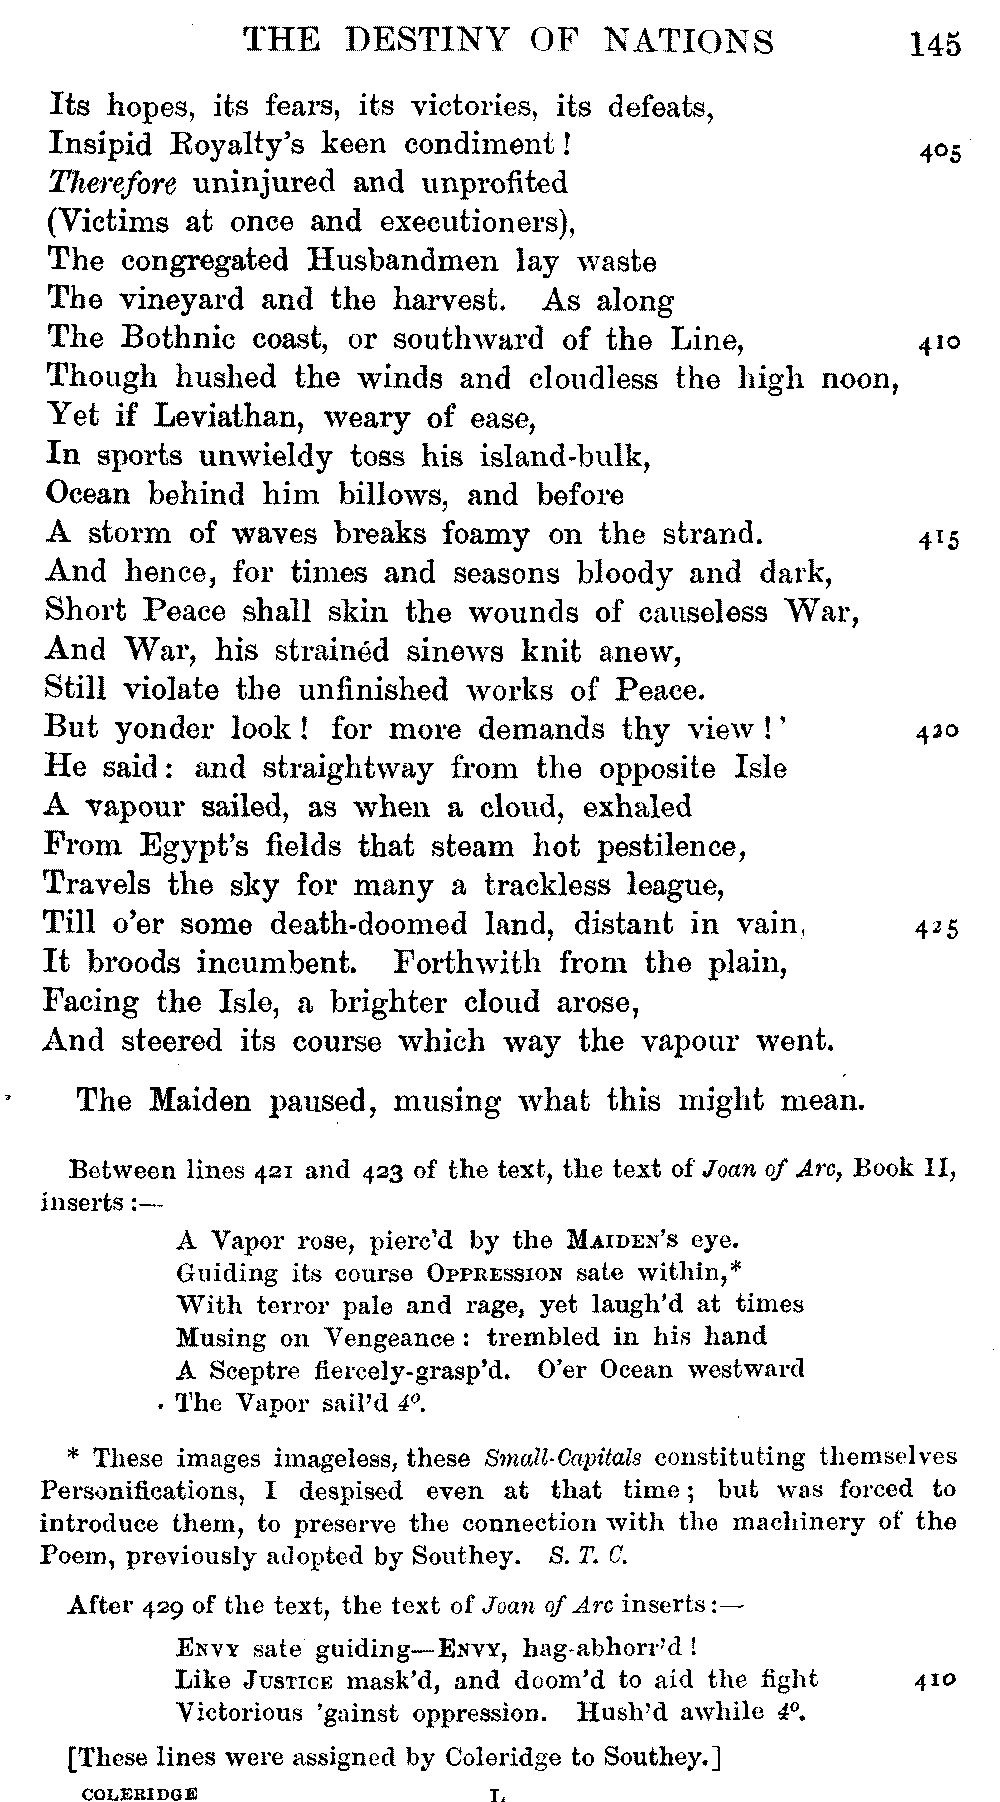 THE DESTINY OF NATIONS 145
Its hopes, its fears, its victories, its defeats,
Insipid Royalty's keen condiment! 405
Therefore uninjured and unprofited
(Victims at once and executioners),
The congregated Husbandmen lay waste
The vineyard and the harvest. As along
The Bothnic coast, or southward of the Line, 410
Though hushed the winds and cloudless the high noon,
Yet if Leviathan, weary of ease,
In sports unwieldy toss his island-bulk,
Ocean behind him billows, and before
A storm of waves breaks foamy on the strand. 415
And hence, for times and seasons bloody and dark,
Short Peace shall skin the wounds of causeless War,
And War, his strainéd sinews knit anew,
Still violate the unfinished works of Peace.
But yonder look! for more demands thy view!' 420
He said: and straightway from the opposite Isle
A vapour sailed, as when a cloud, exhaled
From Egypt's fields that steam hot pestilence,
Travels the sky for many a trackless league,
Till o'er some death-doomed land, distant in vain, 425
It broods incumbent. Forthwith from the plain,
Facing the Isle, a brighter cloud arose,
And steered its course which way the vapour went.
The Maiden paused, musing what this might mean.
Between lines 421 and 423 of the text, the text of Joan of Arc, Book II,
inserts:—
A Vapor rose, pierc'd by the MAIDEN'S eye.
Guiding its course OPPRESSION sate within,*
With terror pale and rage, yet laugh'd at times
Musing on Vengeance: trembled in his hand
A Sceptre fiercely-grasp'd. O'er Ocean westward
The Vapor sail'd 4º.
* These images imageless, these Small-Capitals constituting themselves
Personifications, I despised even at that time; but was forced to
introduce them, to preserve the connection with the machinery of the
Poem, previously adopted by Southey. S. T. C.
After 429 of the text, the text of Joan of Arc inserts:—
ENVY sate guiding—ENVY, hag-abhorr'd!
Like JUSTICE mask'd, and doom'd to aid the fight 410
Victorious 'gainst oppression. Hush'd awhile 4º.
[These lines were assigned by Coleridge to Southey.]
COLERIDGE L